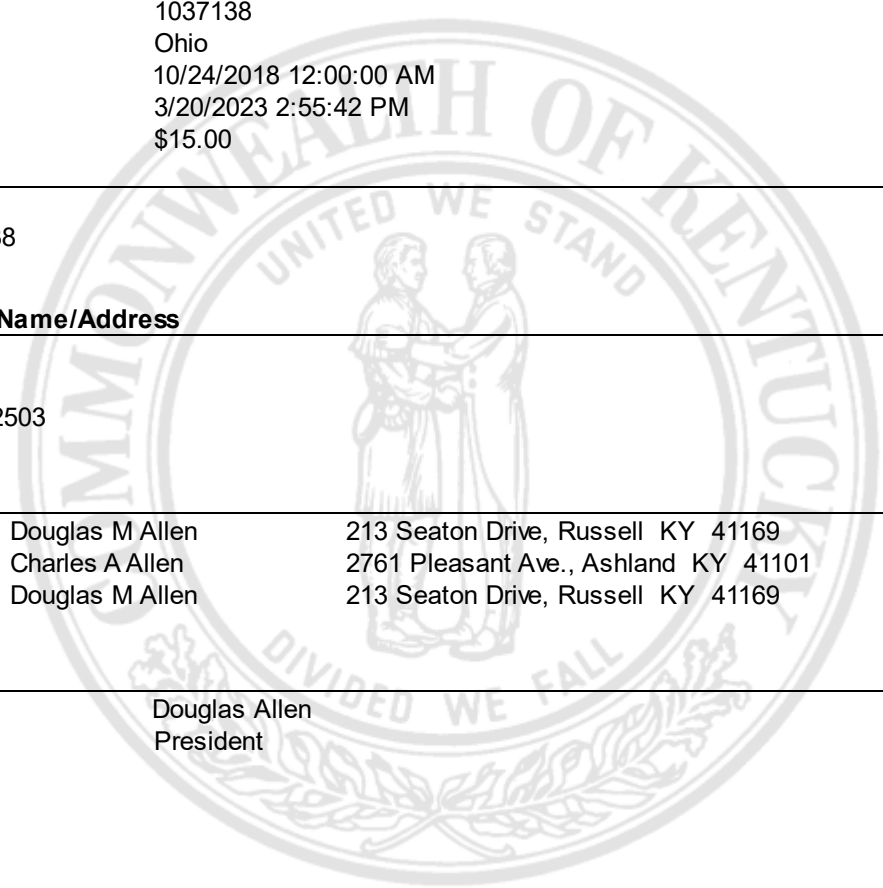 1037138
Ohio
10/24/2018 12:00:00 AM
3/20/2023 2:55:42 PM
$15.00
Name/Address
2503
Douglas M Allen 213 Seaton Drive, Russell KY 41169
Charles A Allen 2761 Pleasant Ave., Ashland KY 41101
Douglas M Allen 213 Seaton Drive, Russell KY 41169
Douglas Allen
President
COMMONWEALTH OF KENTUCKY
UNITED WE STAND
DIVIDED WE FALL